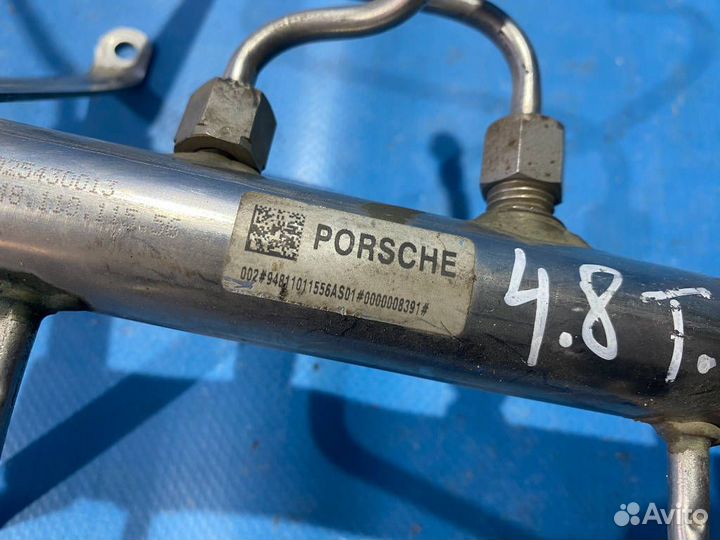 PORSCHE
002#94811011556AS01#0000008391#
4.8 T.
Avito